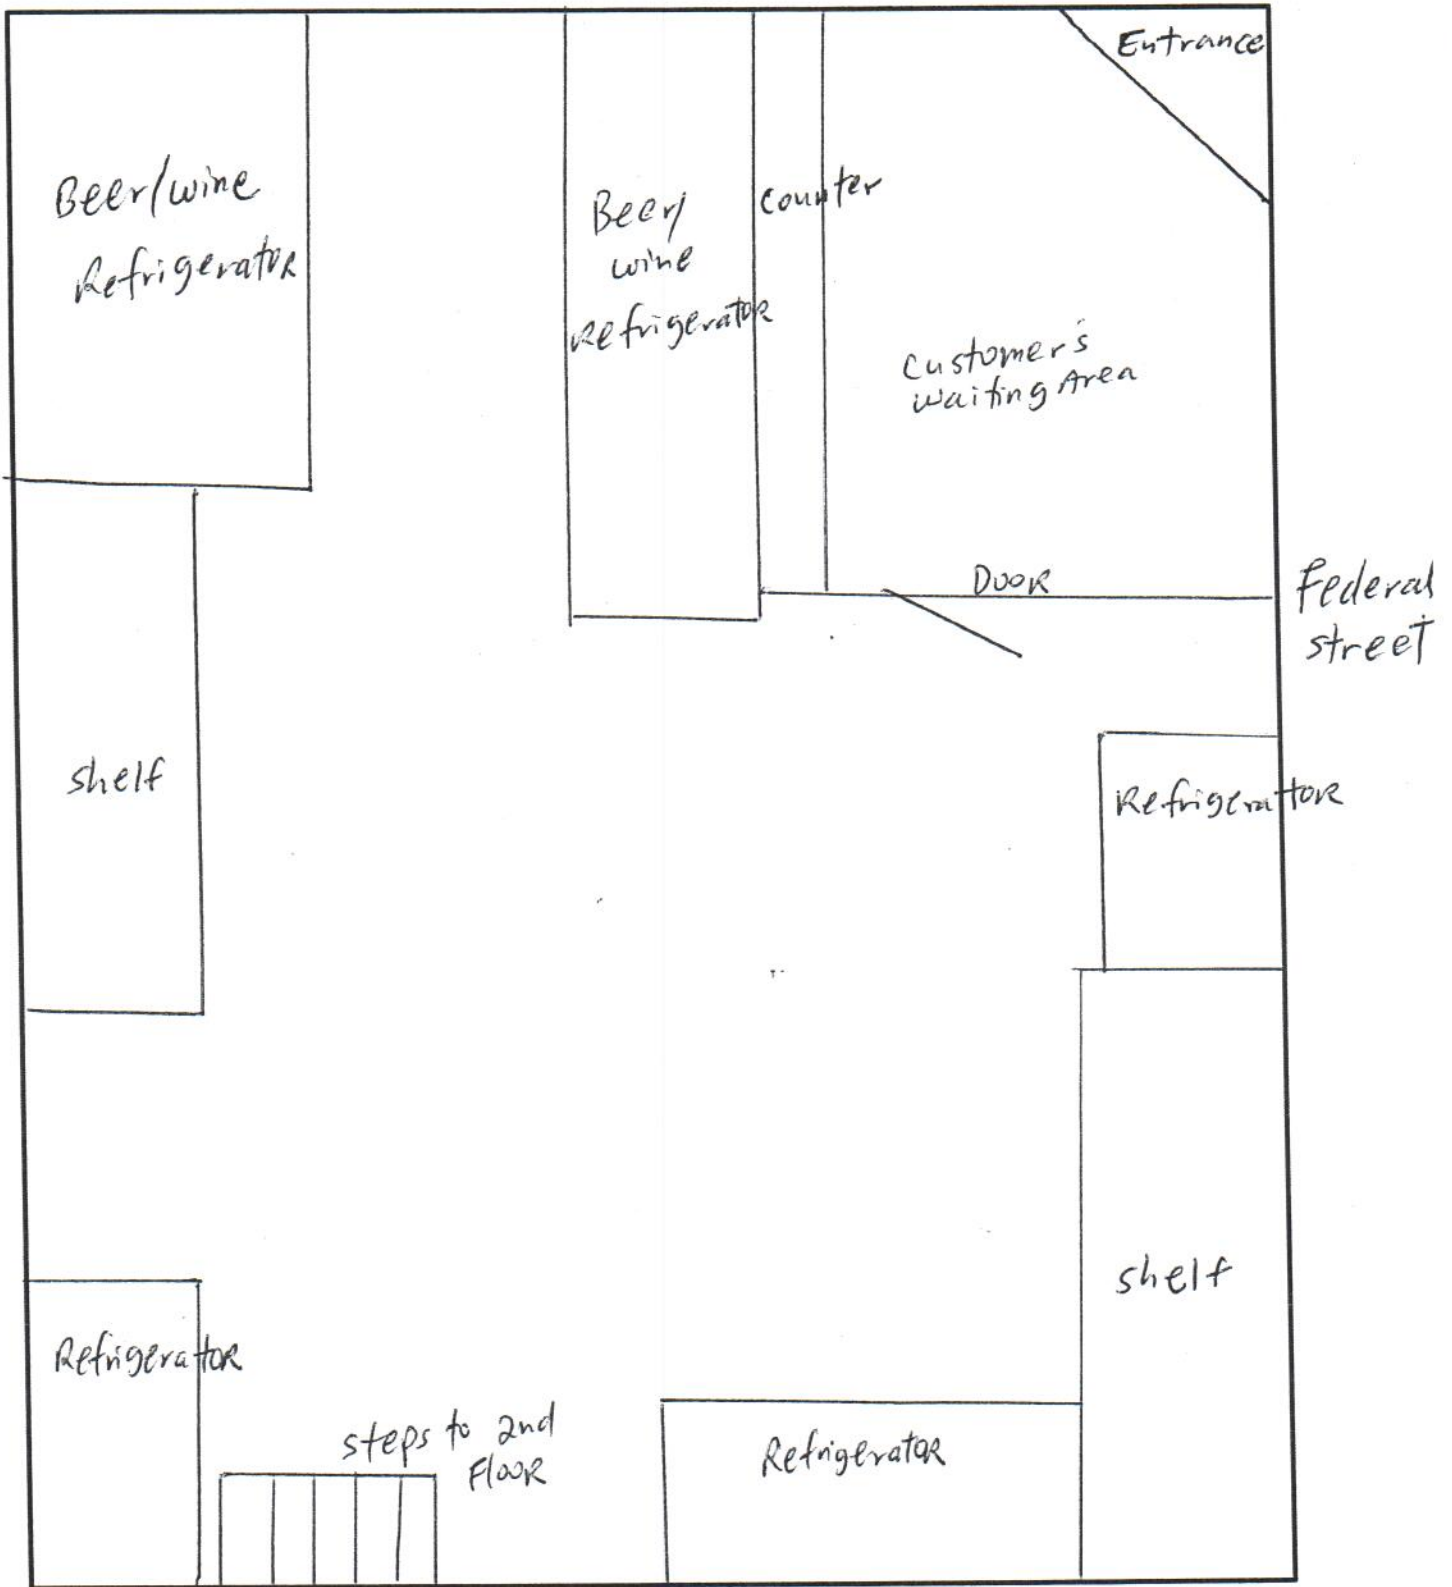 Entrance
Beer/wine
Refrigerator
Beer/
wine
Refrigerator
counter
Customer's
waiting Area
DOOR
Federal
street
shelf
Refrigerator
shelf
Refrigerator
steps to 2nd
FLOOR
Refrigerator